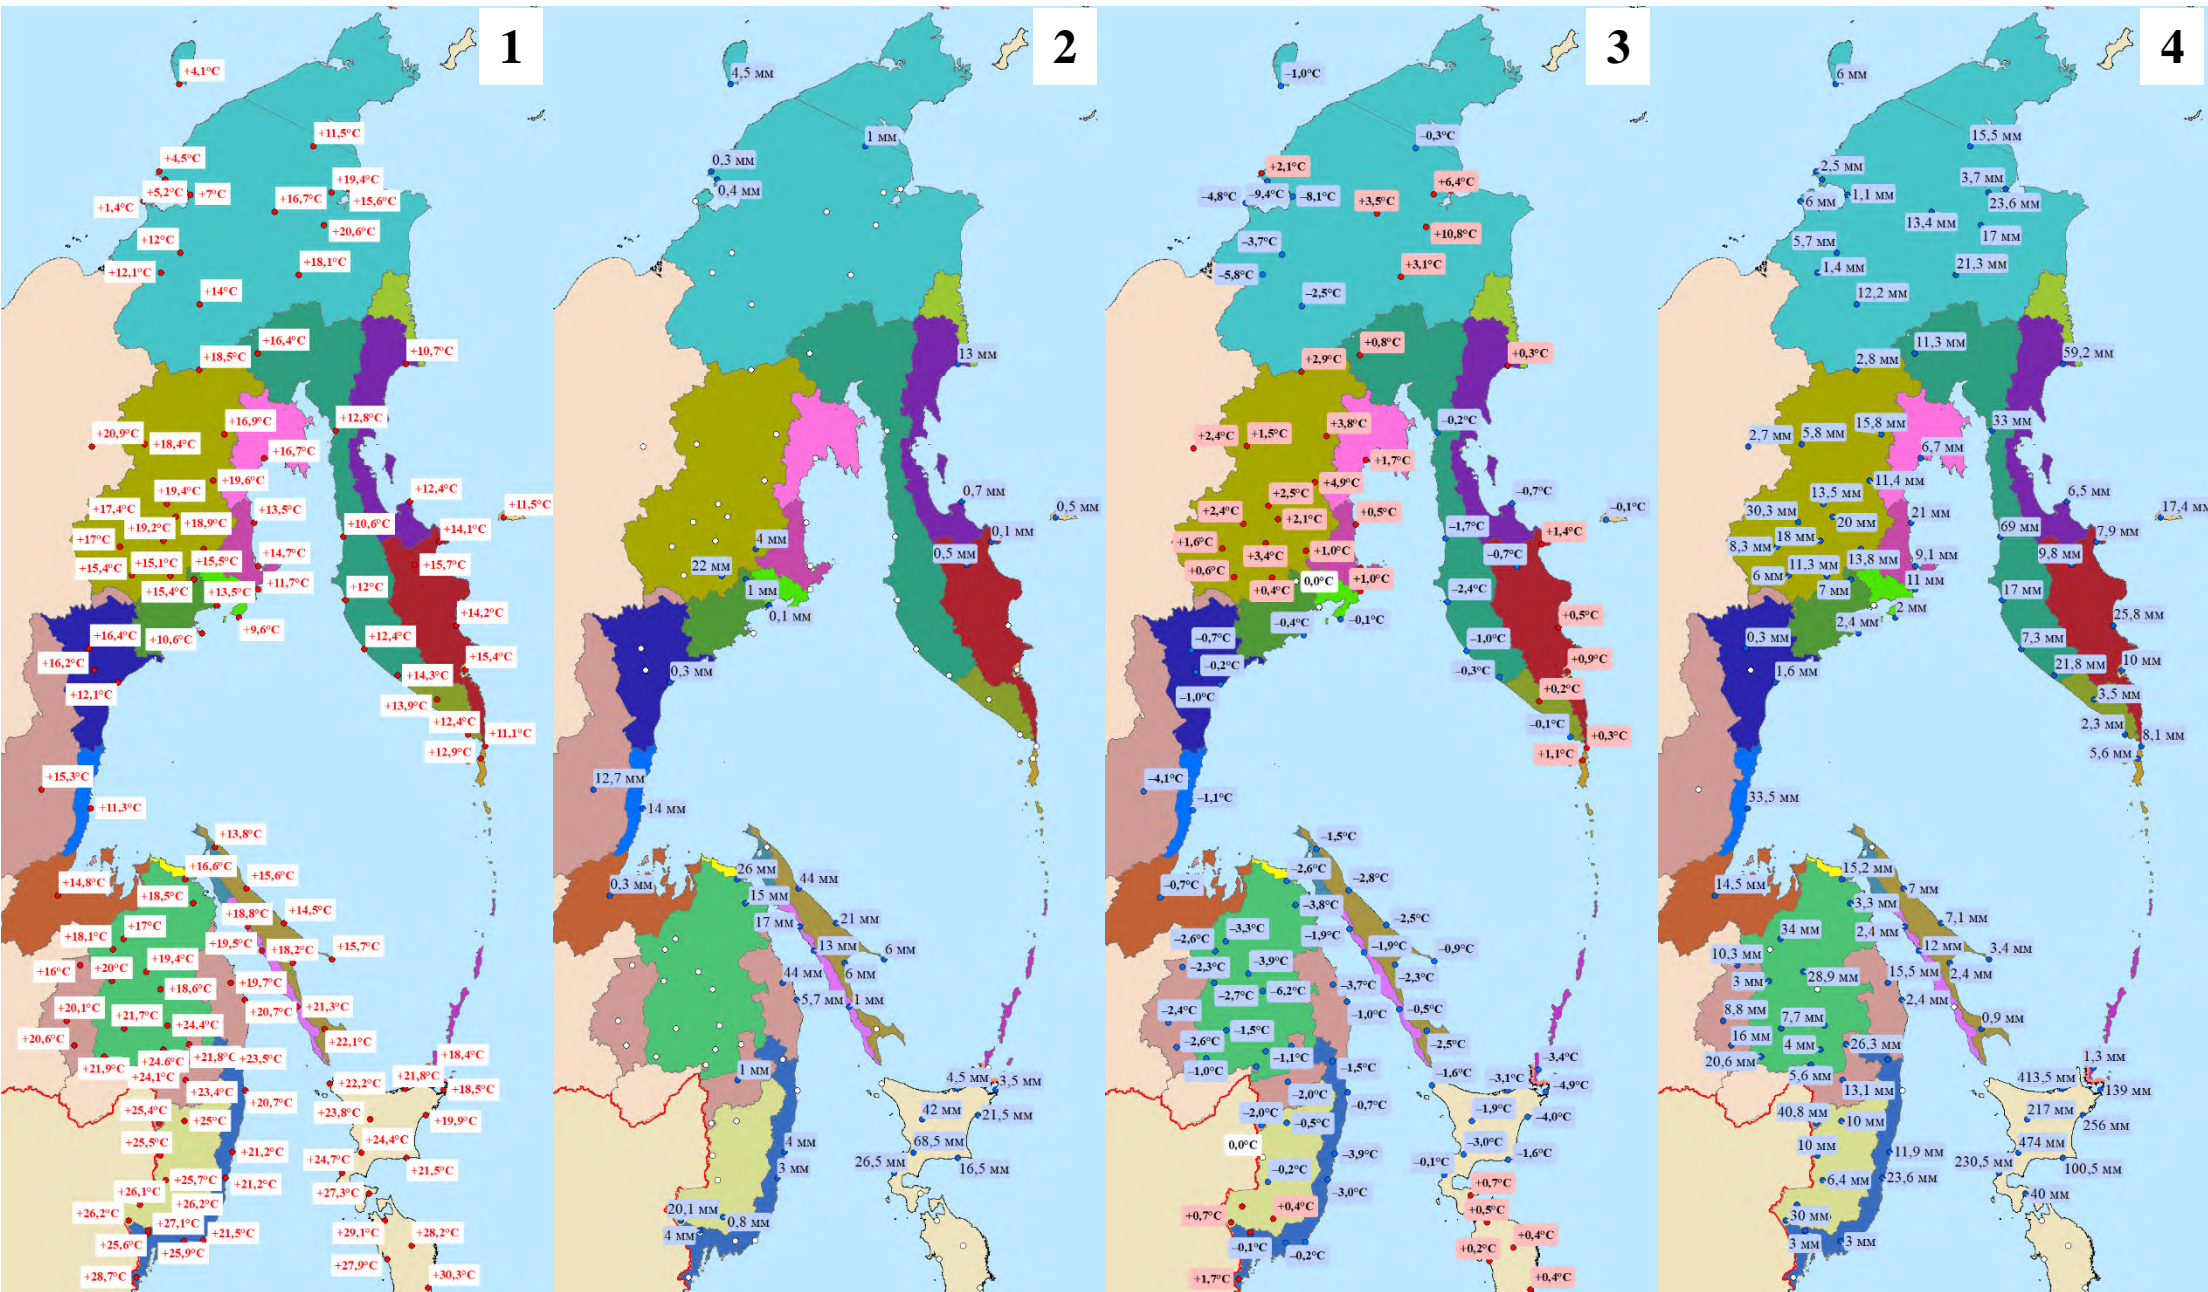 1
+4,1°C
+11,5°C
+4,5°C
+5,2°C
+7°C
+19,4°C
+1,4°C
+16,7°C
+15,6°C
+20,6°C
+12°C
+12,1°C
+18,1°C
+14°C
+16,4°C
+18,5°C
+10,7°C
+16,9°C
+12,8°C
+20,9°C
+18,4°C
+16,7°C
+19,6°C
+19,4°C
+12,4°C
+11,5°C
+17,4°C
+13,5°C
+19,2°C
+18,9°C
+10,6°C
+14,1°C
+17°C
+15,1°C
+15,5°C
+14,7°C
+15,7°C
+15,4°C
+11,7°C
+15,4°C
+13,5°C
+12°C
+14,2°C
+9,6°C
+16,4°C
+10,6°C
+12,4°C
+16,2°C
+15,4°C
+12,1°C
+14,3°C
+13,9°C
+12,4°C
+11,1°C
+12,9°C
+15,3°C
+11,3°C
+13,8°C
+16,6°C
+14,8°C
+15,6°C
+18,5°C
+18,8°C
+14,5°C
+17°C
+18,1°C
+19,5°C
+18,2°C
+15,7°C
+16°C
+20°C
+19,4°C
+18,6°C
+19,7°C
+20,1°C
+21,7°C
+20,7°C
+21,3°C
+24,4°C
+20,6°C
+22,1°C
+21,9°C
+24,6°C
+21,8°C
+23,5°C
+18,4°C
+24,1°C
+21,8°C
+23,4°C
+22,2°C
+18,5°C
+20,7°C
+25,4°C
+25°C
+23,8°C
+19,9°C
+25,5°C
+21,2°C
+24,4°C
+24,7°C
+21,5°C
+25,7°C
+21,2°C
+26,1°C
+27,3°C
+26,2°C
+26,2°C
+27,1°C
+21,5°C
+29,1°C
+28,2°C
+25,6°C
+25,9°C
+27,9°C
+28,7°C
+30,3°C
2
4,5 мм
1 мм
0,3 мм
0,4 мм
13 мм
0,7 мм
0,5 мм
4 мм
0,5 мм
0,1 мм
22 мм
1 мм
0,1 мм
0,3 мм
12,7 мм
14 мм
26 мм
0,3 мм
44 мм
15 мм
17 мм
21 мм
13 мм
6 мм
44 мм
6 мм
5,7 мм
1 мм
1 мм
4,5 мм
3,5 мм
42 мм
21,5 мм
4 мм
68,5 мм
3 мм
26,5 мм
16,5 мм
20,1 мм
0,8 мм
4 мм
3
–1,0°C
–0,3°C
+2,1°C
–4,8°C
–9,4°C
–8,1°C
+6,4°C
+3,5°C
+10,8°C
–3,7°C
–5,8°C
+3,1°C
–2,5°C
+0,8°C
+2,9°C
+0,3°C
+3,8°C
–0,2°C
+2,4°C
+1,5°C
+1,7°C
+4,9°C
+2,5°C
–0,7°C
–0,1°C
+2,4°C
+2,1°C
+0,5°C
–1,7°C
+1,4°C
+1,6°C
+3,4°C
+1,0°C
–0,7°C
+0,6°C
0,0°C
+1,0°C
+0,4°C
–2,4°C
–0,4°C
–0,1°C
+0,5°C
–0,7°C
–1,0°C
–0,2°C
–0,3°C
+0,9°C
–1,0°C
+0,2°C
–0,1°C
+0,3°C
+1,1°C
–4,1°C
–1,1°C
–1,5°C
–2,6°C
–0,7°C
–2,8°C
–3,8°C
–2,5°C
–3,3°C
–1,9°C
–2,6°C
–1,9°C
–0,9°C
–2,3°C
–3,9°C
–2,3°C
–2,7°C
–6,2°C
–3,7°C
–2,4°C
–1,0°C
–0,5°C
–1,5°C
–2,6°C
–2,5°C
–1,0°C
–1,1°C
–1,5°C
–3,4°C
–1,6°C
–3,1°C
–4,9°C
–2,0°C
–0,7°C
–2,0°C
–0,5°C
–1,9°C
–4,0°C
0,0°C
–3,9°C
–3,0°C
–0,1°C
–1,6°C
–0,2°C
–3,0°C
+0,7°C
+0,4°C
+0,7°C
+0,5°C
–0,1°C
–0,2°C
+0,2°C
+0,4°C
+1,7°C
+0,4°C
4
6 мм
15,5 мм
2,5 мм
1,1 мм
6 мм
3,7 мм
23,6 мм
13,4 мм
17 мм
5,7 мм
1,4 мм
21,3 мм
12,2 мм
11,3 мм
2,8 мм
59,2 мм
15,8 мм
33 мм
2,7 мм
5,8 мм
6,7 мм
11,4 мм
13,5 мм
6,5 мм
17,4 мм
30,3 мм
20 мм
21 мм
69 мм
7,9 мм
18 мм
8,3 мм
13,8 мм
9,1 мм
9,8 мм
11,3 мм
6 мм
7 мм
11 мм
17 мм
2 мм
2,4 мм
25,8 мм
0,3 мм
7,3 мм
1,6 мм
21,8 мм
10 мм
3,5 мм
2,3 мм
8,1 мм
5,6 мм
33,5 мм
15,2 мм
14,5 мм
7 мм
3,3 мм
7,1 мм
34 мм
2,4 мм
12 мм
3,4 мм
10,3 мм
2,4 мм
3 мм
28,9 мм
15,5 мм
2,4 мм
8,8 мм
7,7 мм
0,9 мм
16 мм
4 мм
26,3 мм
20,6 мм
1,3 мм
5,6 мм
13,1 мм
413,5 мм
139 мм
40,8 мм
10 мм
217 мм
256 мм
10 мм
11,9 мм
474 мм
230,5 мм
100,5 мм
6,4 мм
23,6 мм
40 мм
30 мм
3 мм
3 мм